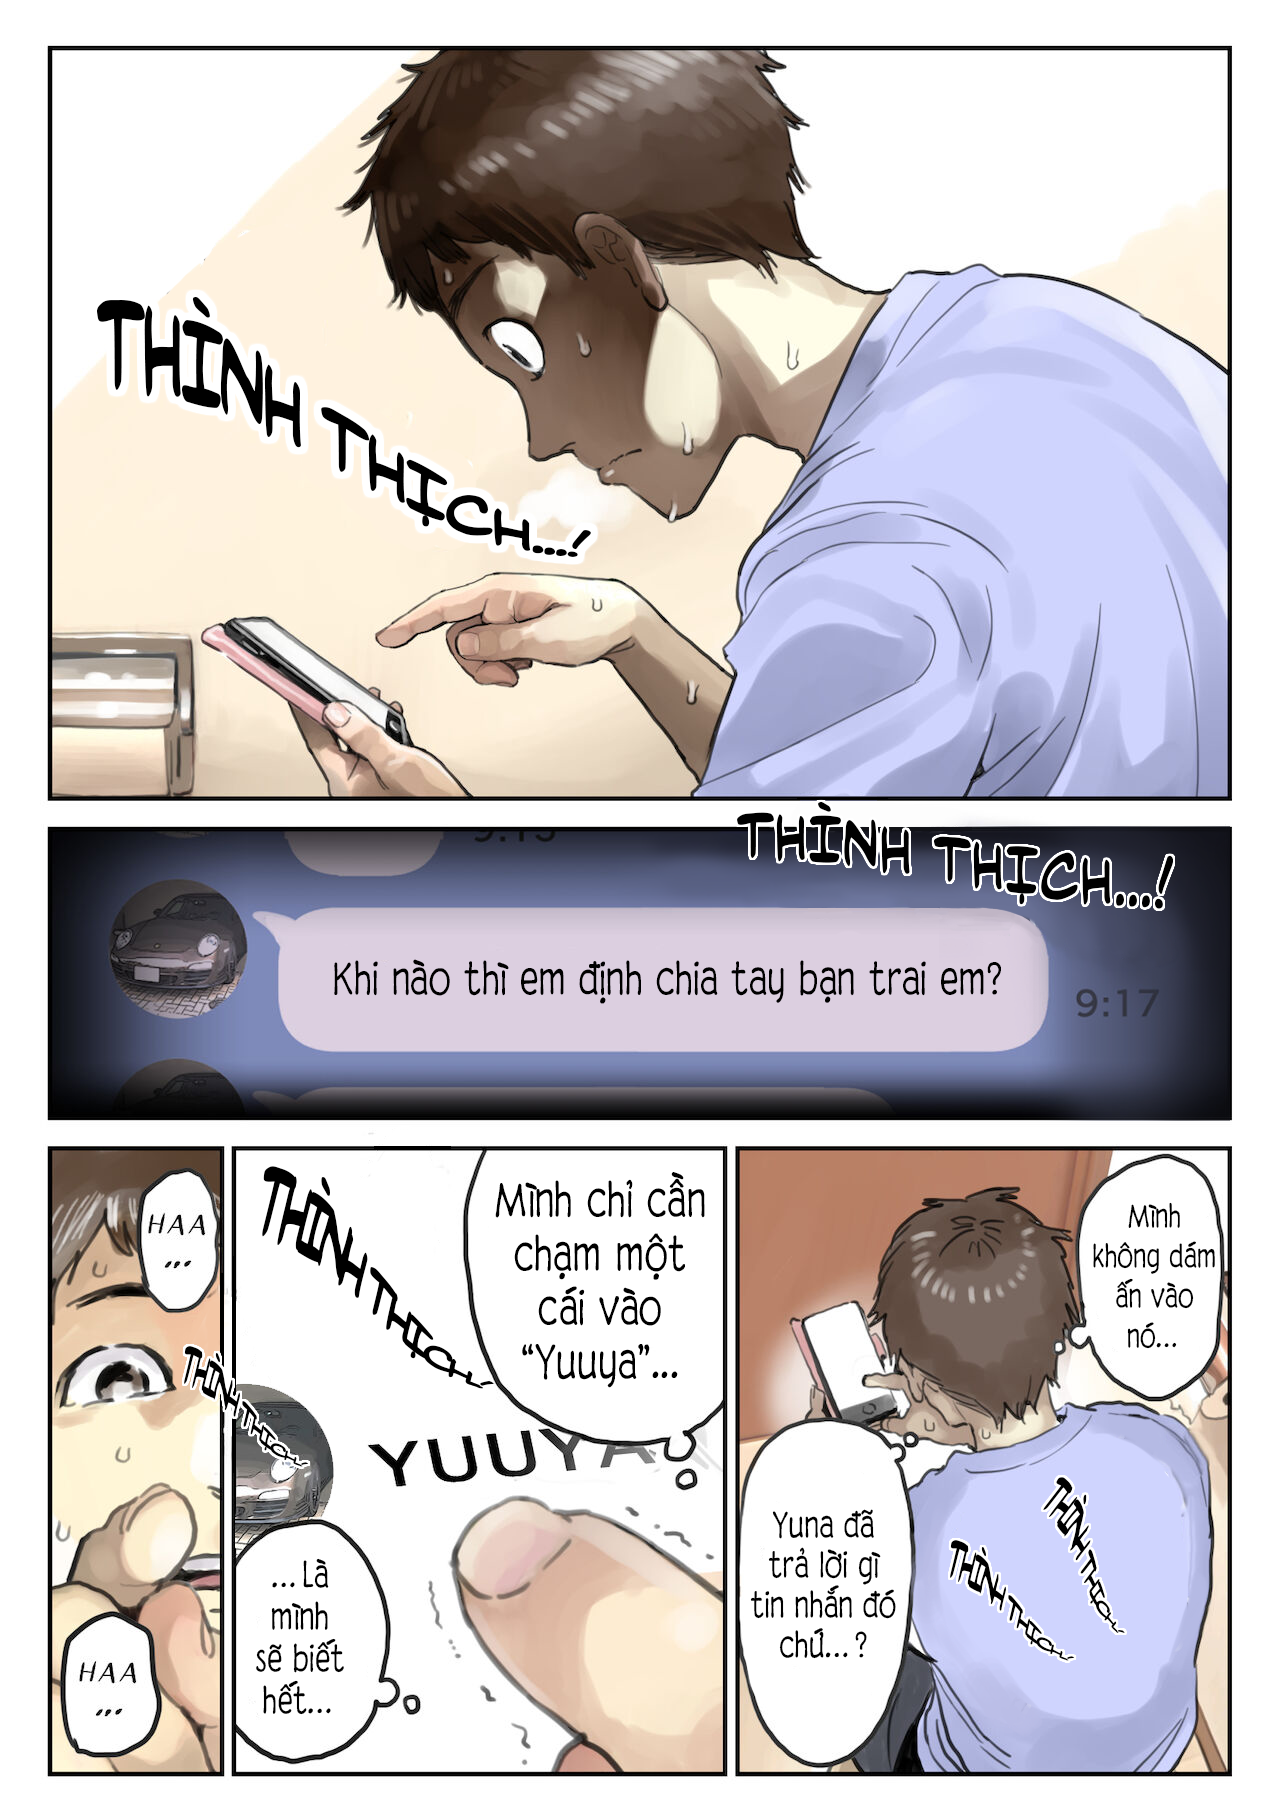 THÌNH THỊCH....!
9:15
THÌNH THỊCH....!
Khi nào thì em định chia tay bạn trai em?
9:17
Mình
không dám
ấn vào
nó...
Yuna đã
trả lời gì
tin nhắn đó
chứ...?
THÌNH THỊCH~
THÌNH THỊCH~
Mình chỉ cần
chạm một
cái vào
“Yuuya”...
THÌNH THỊCH~
YUUYA
...Là
mình
sẽ biết
hết...
HAA
...
THÌNH THỊCH~
HAA
...